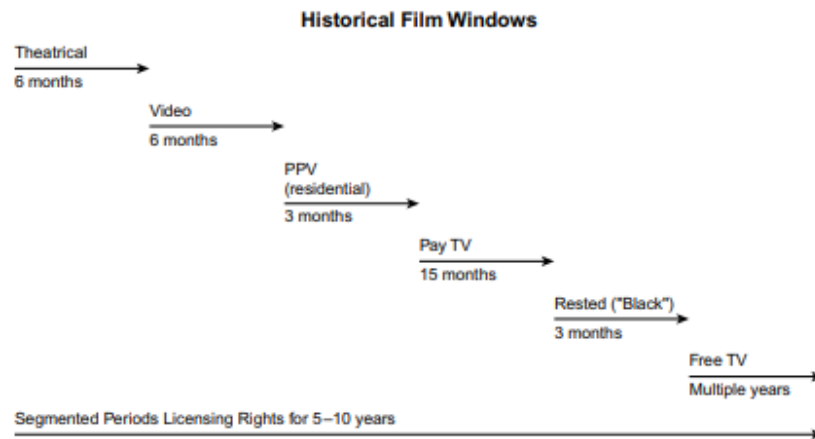 Historical Film Windows
Theatrical
6 months
Video
6 months
PPV
(residential)
3 months
Pay TV
15 months
Rested ("Black")
3 months
Free TV
Multiple years
Segmented Periods Licensing Rights for 5–10 years